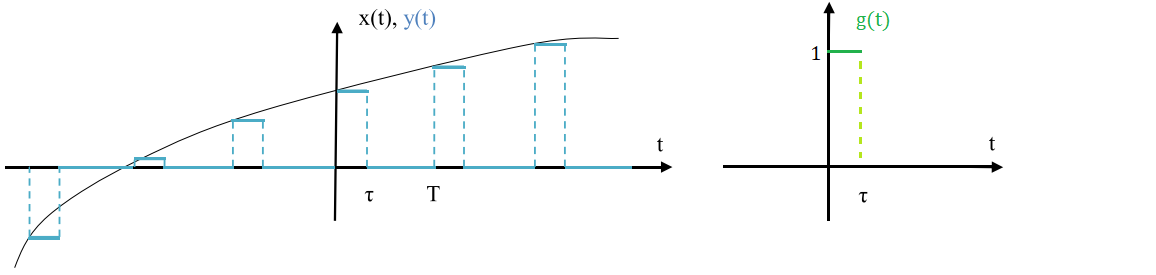 x(t), y(t)
t
τ
T
g(t)
1
t
τ